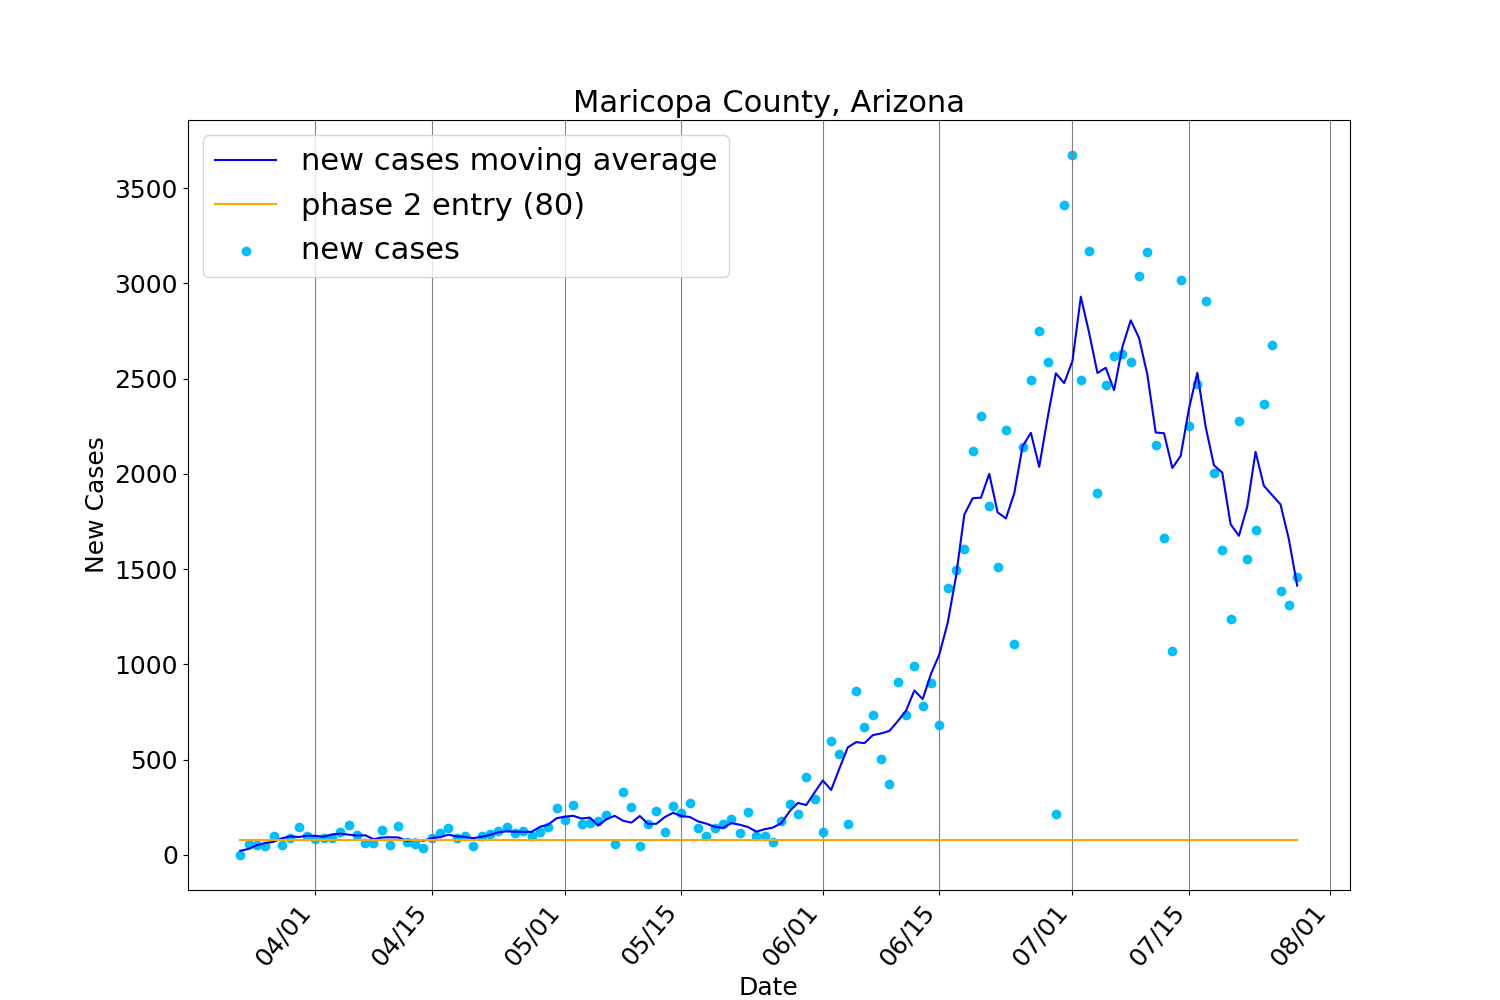 Maricopa County, Arizona
new cases moving average
phase 2 entry (80)
new cases
New Cases
3500
3000
2500
2000
1500
1000
500
0
04/01
04/15
05/01
05/15
06/01
06/15
07/01
07/15
08/01
Date